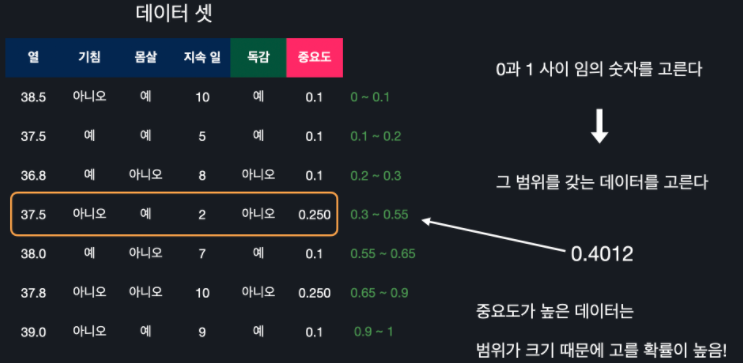 데이터 셋
열 기침 몸살 지속 일 독감 중요도
38.5 아니오 예 10 예 0.1 0 ~ 0.1
37.5 예 예 5 예 0.1 0.1 ~ 0.2
36.8 예 아니오 8 아니오 0.1 0.2 ~ 0.3
37.5 아니오 예 2 아니오 0.250 0.3 ~ 0.55
38.0 예 아니오 7 예 0.1 0.55 ~ 0.65
37.8 아니오 아니오 10 아니오 0.250 0.65 ~ 0.9
39.0 아니오 예 9 예 0.1 0.9 ~ 1
0과 1 사이 임의 숫자를 고른다
그 범위를 갖는 데이터를 고른다
0.4012
중요도가 높은 데이터는
범위가 크기 때문에 고를 확률이 높음!